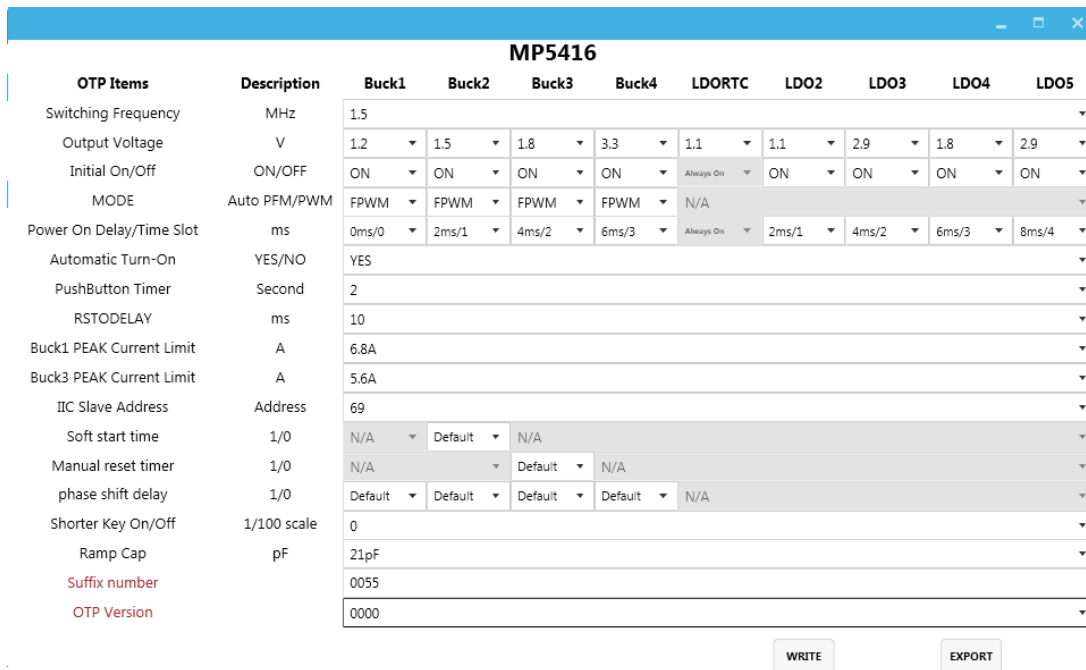 MP5416
OTP Items Description Buck1 Buck2 Buck3 Buck4 LDORTC LDO2 LDO3 LDO4 LDO5
Switching Frequency MHz 1.5
Output Voltage V 1.2 1.5 1.8 3.3 1.1 1.1 2.9 1.8 2.9
Initial On/Off ON/OFF ON ON ON ON Always On ON ON ON ON
MODE Auto PFM/PWM FPWM FPWM FPWM FPWM N/A
Power On Delay/Time Slot ms 0ms/0 2ms/1 4ms/2 6ms/3 Always On 2ms/1 4ms/2 6ms/3 8ms/4
Automatic Turn-On YES/NO YES
PushButton Timer Second 2
RSTODELAY ms 10
Buck1 PEAK Current Limit A 6.8A
Buck3 PEAK Current Limit A 5.6A
IIC Slave Address Address 69
Soft start time 1/0 N/A Default N/A
Manual reset timer 1/0 N/A Default N/A
phase shift delay 1/0 Default Default Default Default N/A
Shorter Key On/Off 1/100 scale 0
Ramp Cap pF 21pF
Suffix number 0055
OTP Version 0000
WRITE EXPORT